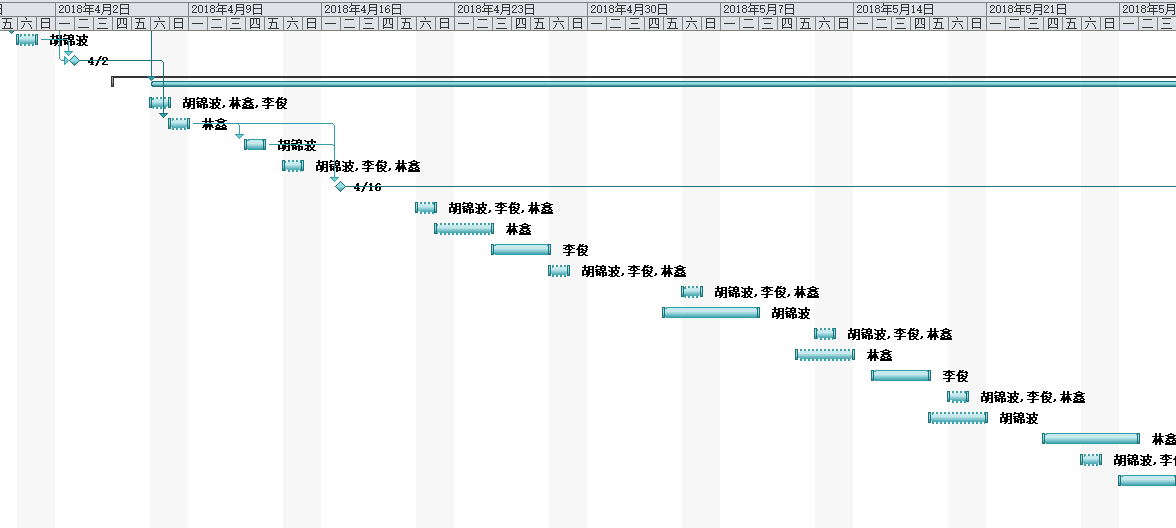 2018年4月2日 2018年4月9日 2018年4月16日 2018年4月23日 2018年4月30日 2018年5月7日 2018年5月14日 2018年5月21日 2018年5月
五 六 日 一 二 三 四 五 六 日 一 二 三 四 五 六 日 一 二 三 四 五 六 日 一 二 三 四 五 六 日 一 二 三 四 五 六 日 一 二 三 四 五 六 日 一 二 三 四 五 六 日 一 二 三 四 五 六 日 一 二 三
胡锦波
4/2
胡锦波,林鑫,李俊
林鑫
胡锦波
胡锦波,李俊,林鑫
4/16
胡锦波,李俊,林鑫
林鑫
李俊
胡锦波,李俊,林鑫
胡锦波,李俊,林鑫
胡锦波
胡锦波,李俊,林鑫
林鑫
李俊
胡锦波,李俊,林鑫
胡锦波
林鑫
胡锦波,李